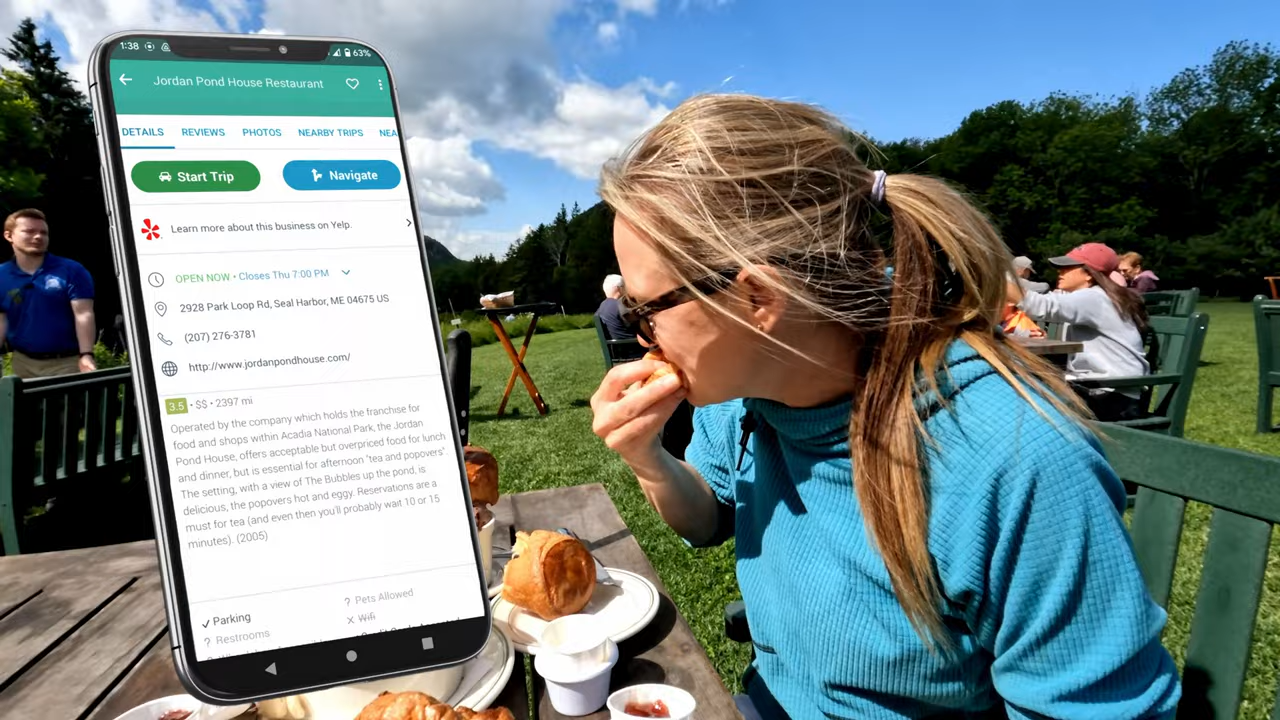 1:38 63%
Jordan Pond House Restaurant
DETAILS REVIEWS PHOTOS NEARBY TRIPS NEA
Start Trip Navigate
Learn more about this business on Yelp.
OPEN NOW • Closes Thu 7:00 PM
2928 Park Loop Rd, Seal Harbor, ME 04675 US
(207) 276-3781
http://www.jordanpondhouse.com/
3.5 • $$ • 2397 mi
Operated by the company which holds the franchise for
food and shops within Acadia National Park, the Jordan
Pond House, offers acceptable but overpriced food for lunch
and dinner, but is essential for afternoon "tea and popovers".
The setting, with a view of The Bubbles up the pond, is
delicious, the popovers hot and eggy. Reservations are a
must for tea (and even then you'll probably wait 10 or 15
minutes). (2005)
✓ Parking ? Pets Allowed
? Restrooms × Wifi